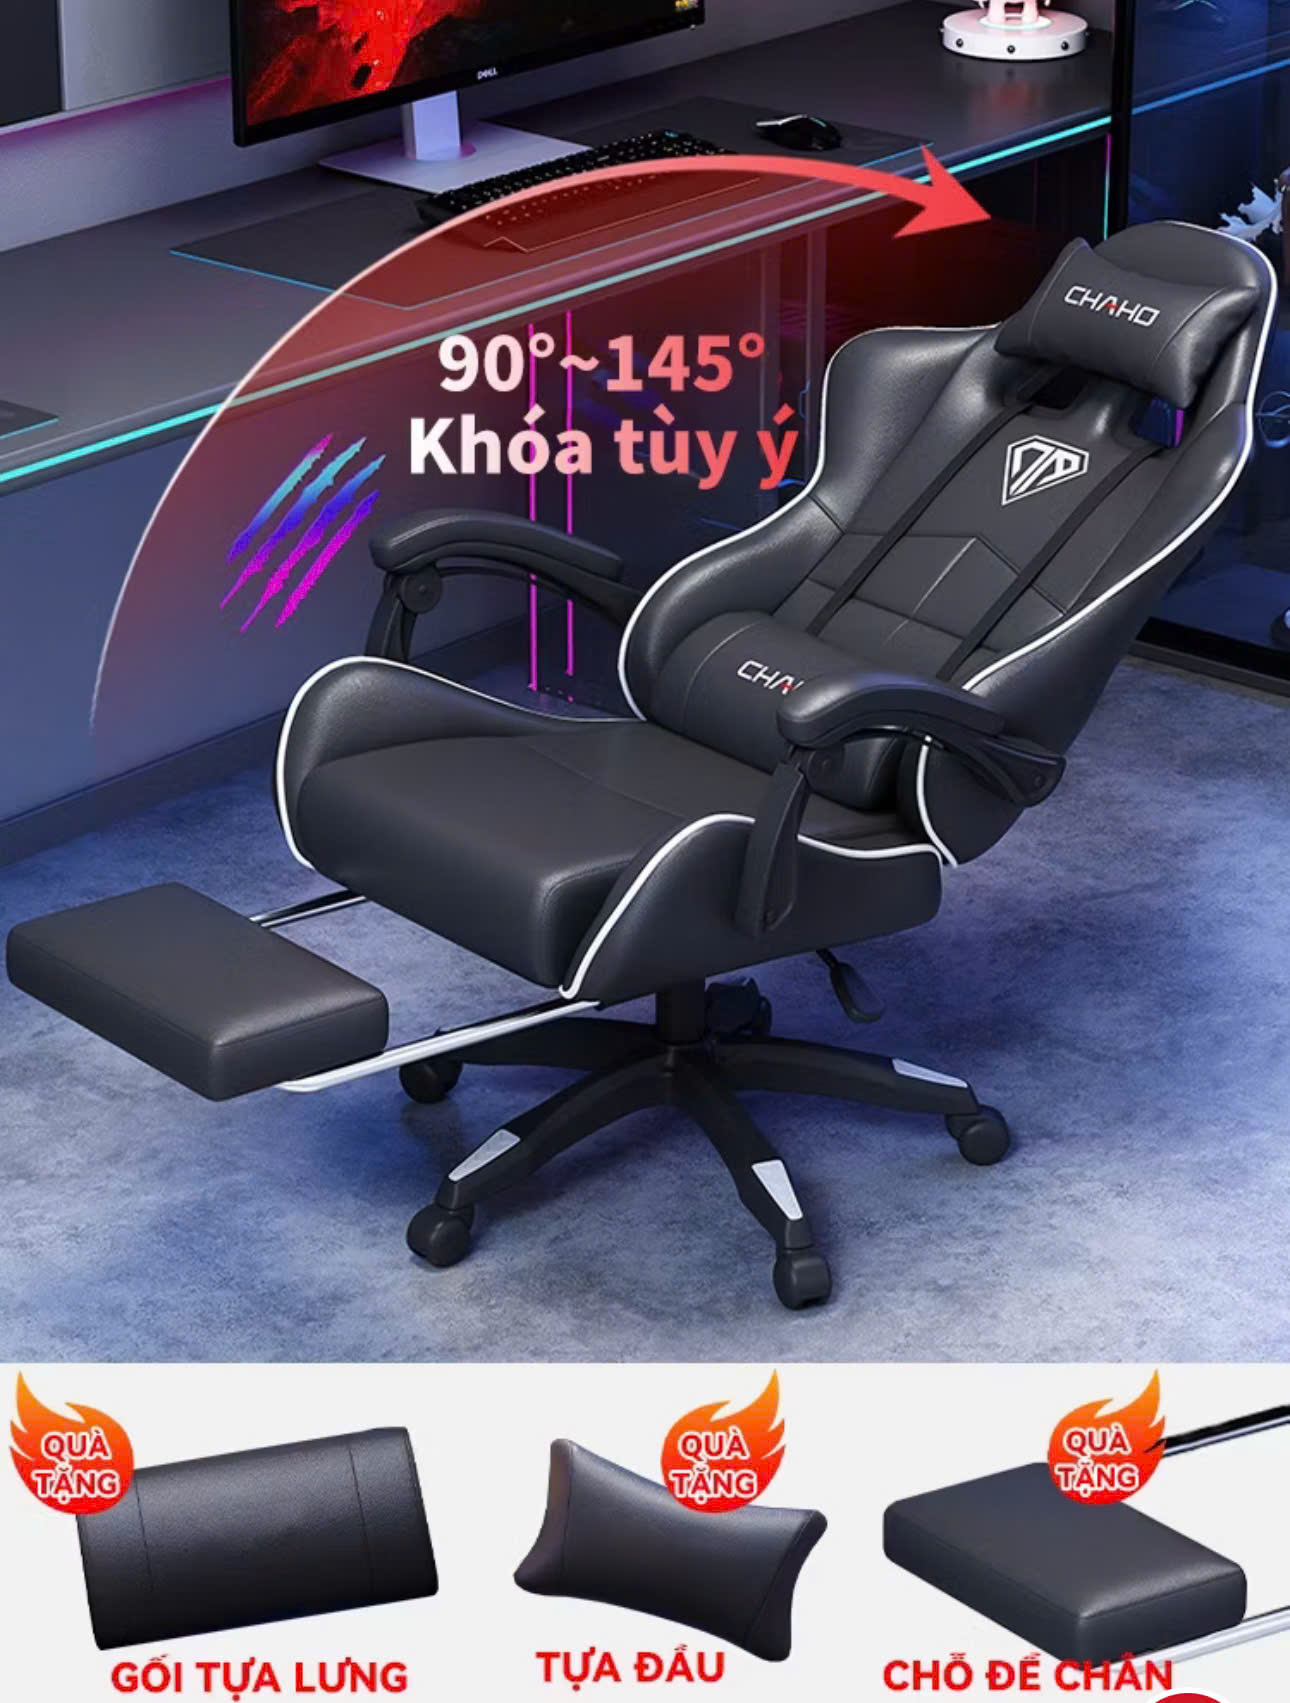 DELL
CHAHO
90°~145°
Khóa tùy ý
CHA
QUÀ
TẶNG
QUÀ
TẶNG
QUÀ
TẶNG
GỐI TỰA LƯNG
TỰA ĐẦU
CHỖ ĐỂ CHÂN